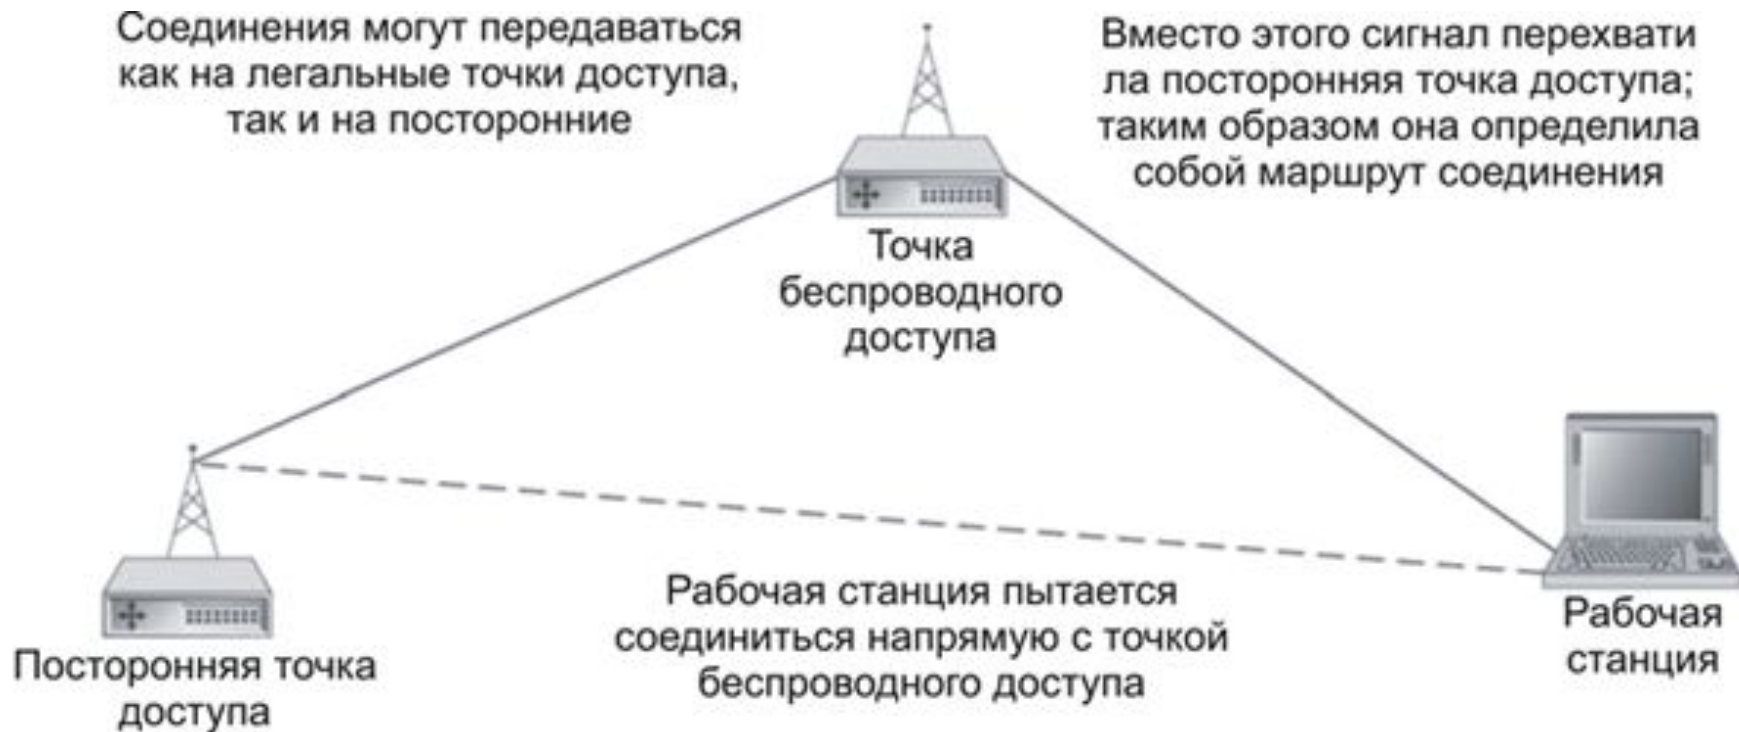 Соединения могут передаваться
как на легальные точки доступа,
так и на посторонние
Вместо этого сигнал перехвати
ла посторонняя точка доступа;
таким образом она определила
собой маршрут соединения
Точка
беспроводного
доступа
Рабочая станция пытается
соединиться напрямую с точкой
беспроводного доступа
Рабочая
станция
Посторонняя точка
доступа